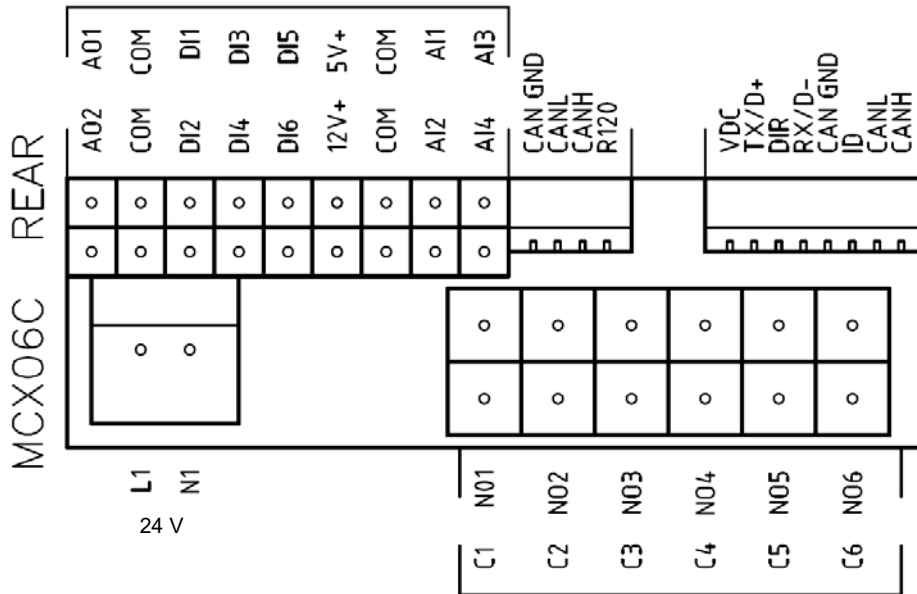 AO1 COM DI1 DI3 DI5 5V+ COM AI1 AI3
AO2 COM DI2 DI4 DI6 12V+ COM AI2 AI4
CAN GND
CANL
CANH
R120
VDC
TX/D+
DIR
RX/D-
CAN GND
ID
CANL
CANH
MCX06C REAR
L1 N1
24 V
NO1 NO2 NO3 NO4 NO5 NO6
C1 C2 C3 C4 C5 C6